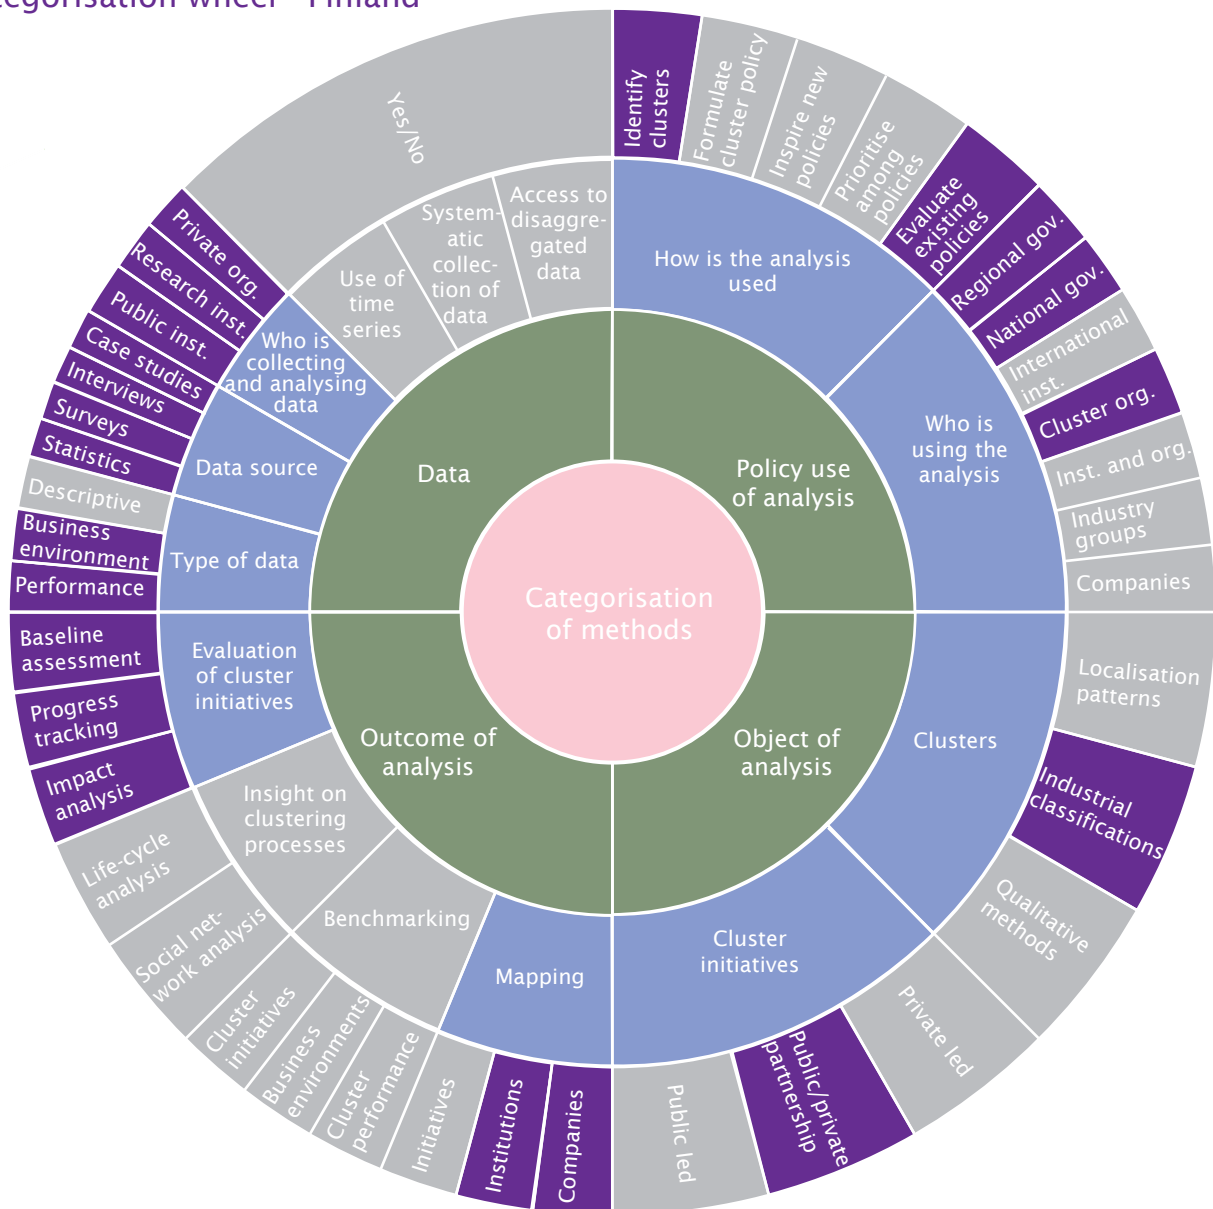 egorisation wheel - Finland
Identify
clusters
Formulate
cluster policy
Inspire new
policies
Prioritise
among
policies
Evaluate
existing
policies
Regional gov.
National gov.
International
inst.
Cluster org.
Inst. and org.
Industry
groups
Companies
Localisation
patterns
Industrial
classifications
Qualitative
methods
Private led
Public/private
partnership
Public led
Companies
Institutions
Initiatives
Cluster
performance
Business
environments
Cluster
initiatives
Social net-
work analysis
Life-cycle
analysis
Impact
analysis
Progress
tracking
Baseline
assessment
Performance
Business
environment
Descriptive
Statistics
Surveys
Interviews
Case studies
Public inst.
Research inst.
Private org.
Yes/No
How is the analysis
used
Who is
using the
analysis
Clusters
Cluster
initiatives
Mapping
Benchmarking
Insight on
clustering
processes
Evaluation
of cluster
initiatives
Type of data
Data source
Who is
collecting
and analysing
data
Use of
time
series
System-
atic
collec-
tion of
data
Access to
disaggre-
gated
data
Data
Policy use
of analysis
Object of
analysis
Outcome of
analysis
Categorisation
of methods